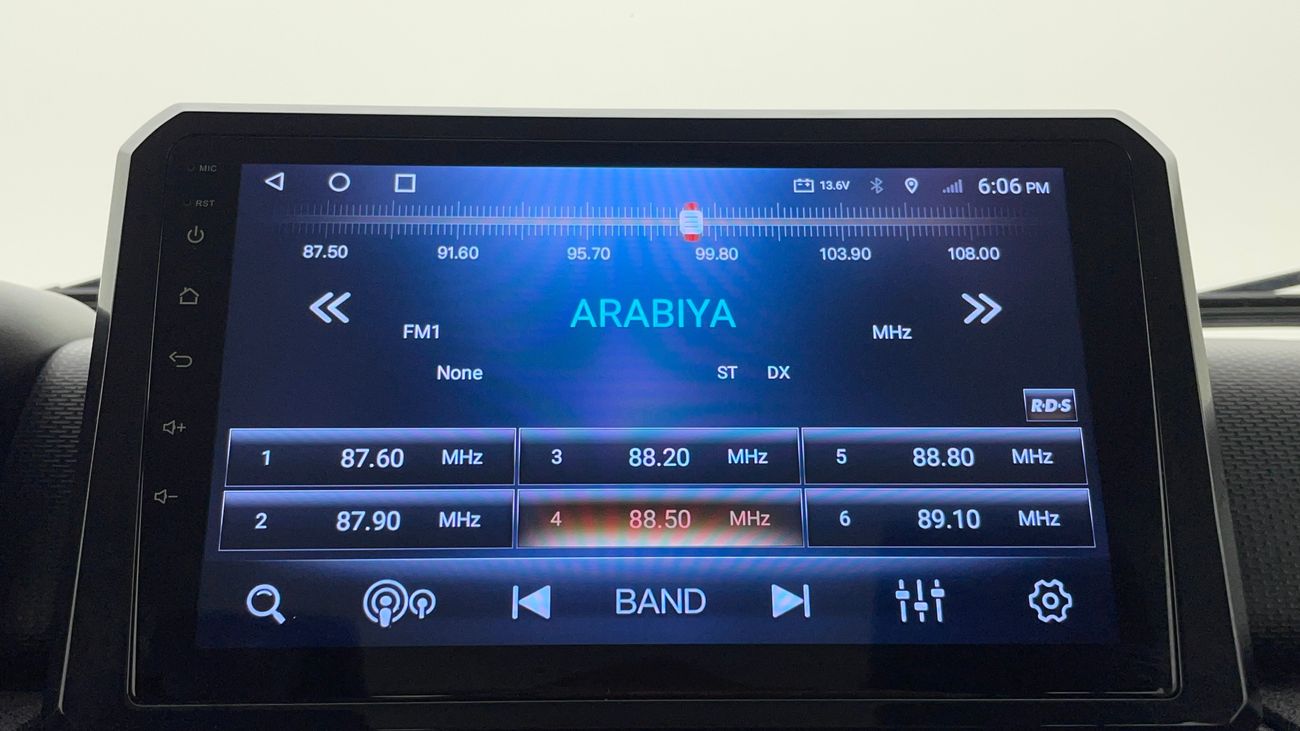 MIC
RST
13.6V 6:06 PM
87.50 91.60 95.70 99.80 103.90 108.00
ARABIYA
FM1 MHz
None ST DX
R·D·S
1 87.60 MHz 3 88.20 MHz 5 88.80 MHz
2 87.90 MHz 4 88.50 MHz 6 89.10 MHz
BAND